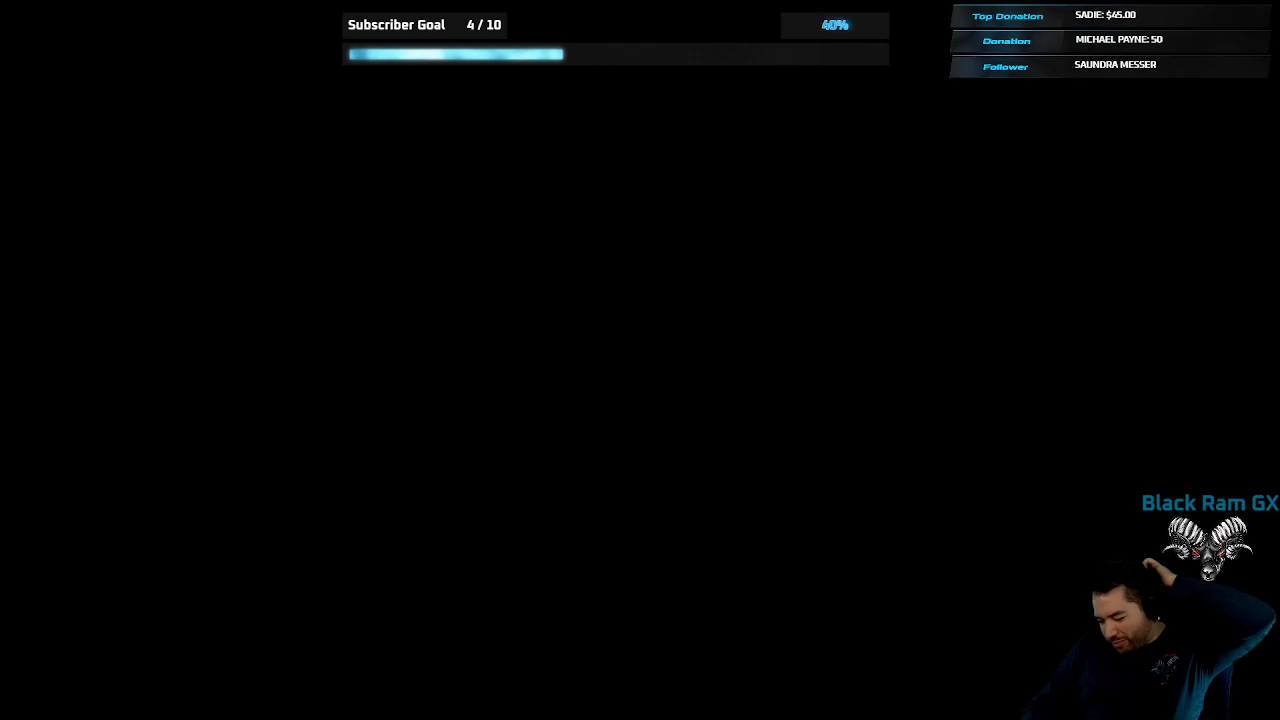 Subscriber Goal 4 / 10
40%
Top Donation SADIE: $45.00
Donation MICHAEL PAYNE: 50
Follower SAUNDRA MESSER
Black Ram GX